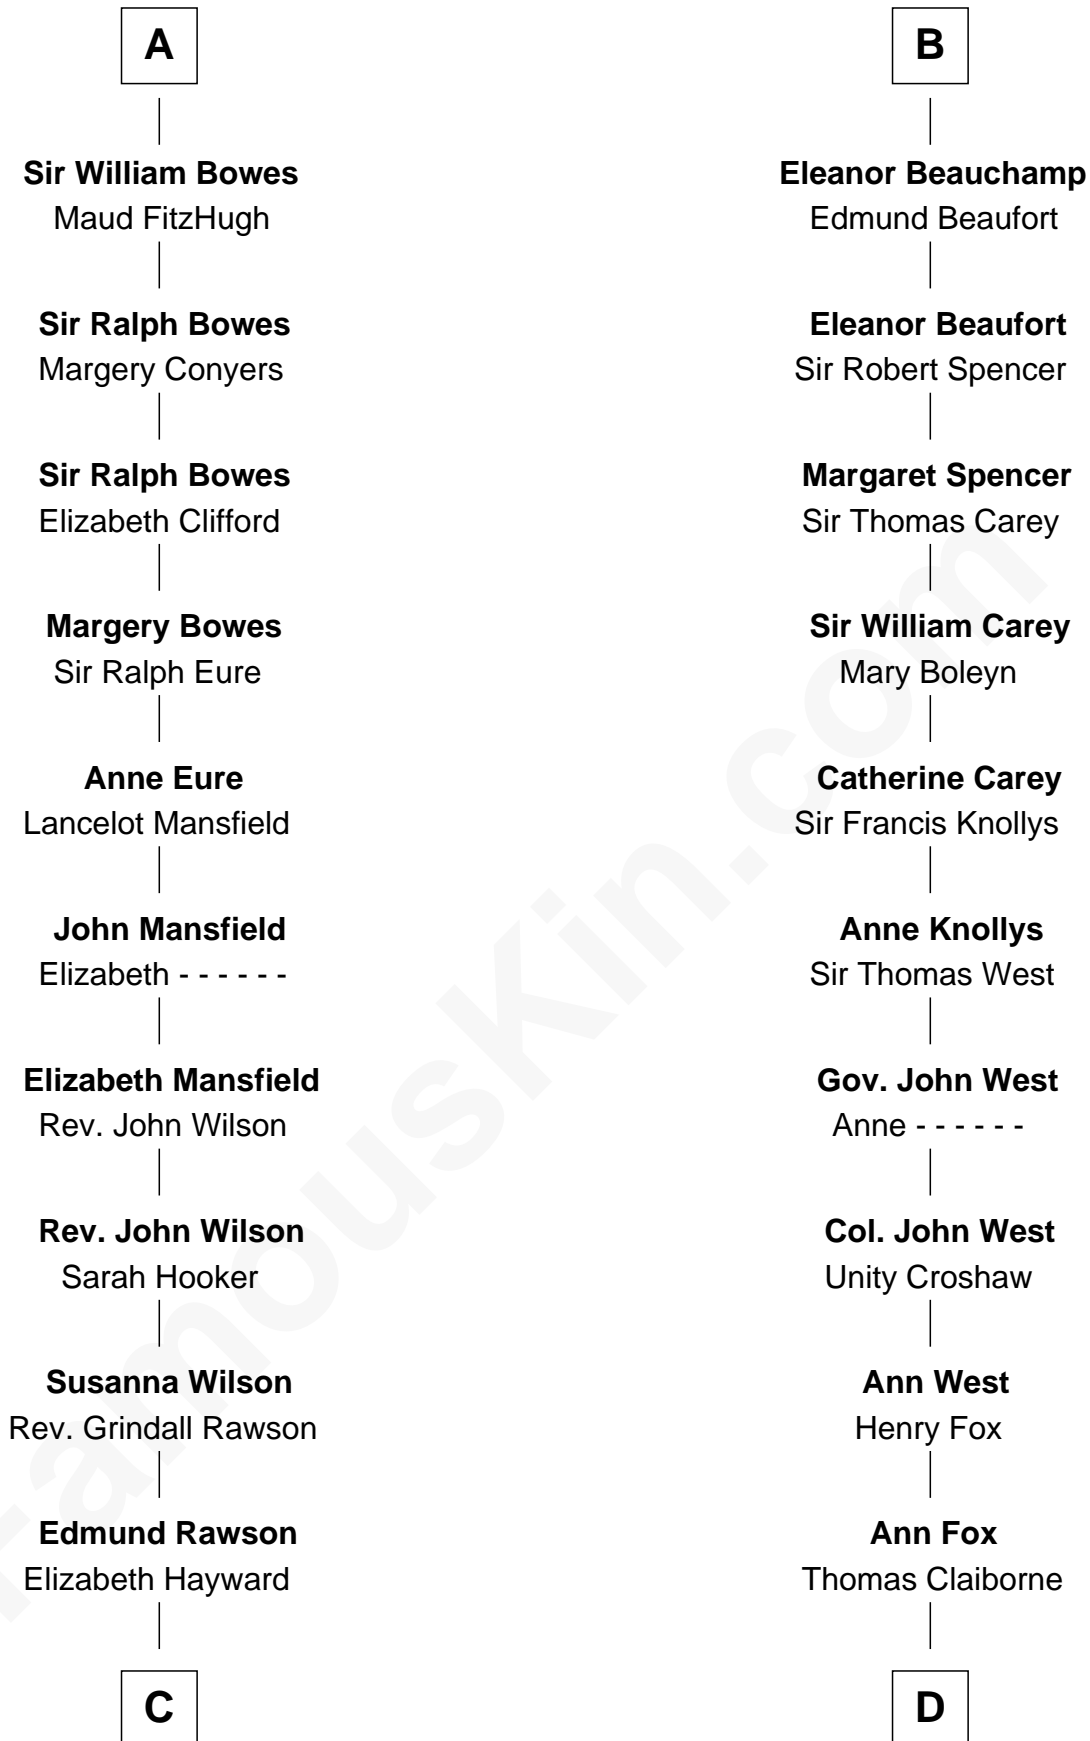 A
Sir William Bowes
Maud FitzHugh
Sir Ralph Bowes
Margery Conyers
Sir Ralph Bowes
Elizabeth Clifford
Margery Bowes
Sir Ralph Eure
Anne Eure
Lancelot Mansfield
John Mansfield
Elizabeth - - - - - -
Elizabeth Mansfield
Rev. John Wilson
Rev. John Wilson
Sarah Hooker
Susanna Wilson
Rev. Grindall Rawson
Edmund Rawson
Elizabeth Hayward
C
B
Eleanor Beauchamp
Edmund Beaufort
Eleanor Beaufort
Sir Robert Spencer
Margaret Spencer
Sir Thomas Carey
Sir William Carey
Mary Boleyn
Catherine Carey
Sir Francis Knollys
Anne Knollys
Sir Thomas West
Gov. John West
Anne - - - - - -
Col. John West
Unity Croshaw
Ann West
Henry Fox
Ann Fox
Thomas Claiborne
D
FamousKin.com